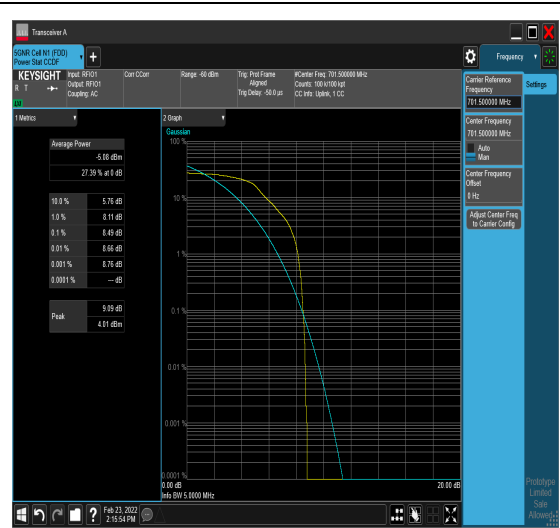 Transceiver A
5GNR Cell N1 (FDD)
Power Stat CCDF
Frequency
KEYSIGHT
R T
LM
Input: RFIO1
Output: RFIO1
Coupling: AC
Corr CCorr
Range: -60 dBm
Trig: Prot Frame
Aligned
Trig Delay: -50.0 µs
#Center Freq: 701.500000 MHz
Counts: 100 k/100 kpt
CC Info: Uplink, 1 CC
Carrier Reference
Frequency
701.500000 MHz
Settings
Center Frequency
701.500000 MHz
Auto
Man
Center Frequency
Offset
0 Hz
Adjust Center Freq
to Carrier Config
1 Metrics
Average Power
-5.08 dBm
27.39 % at 0 dB
10.0 % 5.76 dB
1.0 % 8.11 dB
0.1 % 8.49 dB
0.01 % 8.66 dB
0.001 % 8.76 dB
0.0001 % --- dB
Peak 9.09 dB
4.01 dBm
2 Graph
Gaussian
100 %
10 %
1 %
0.1 %
0.01 %
0.001 %
0.0001 %
0.00 dB 20.00 dB
Info BW 5.0000 MHz
Prototype
Limited
Sale
Allowed
?
Feb 23, 2022
2:15:54 PM